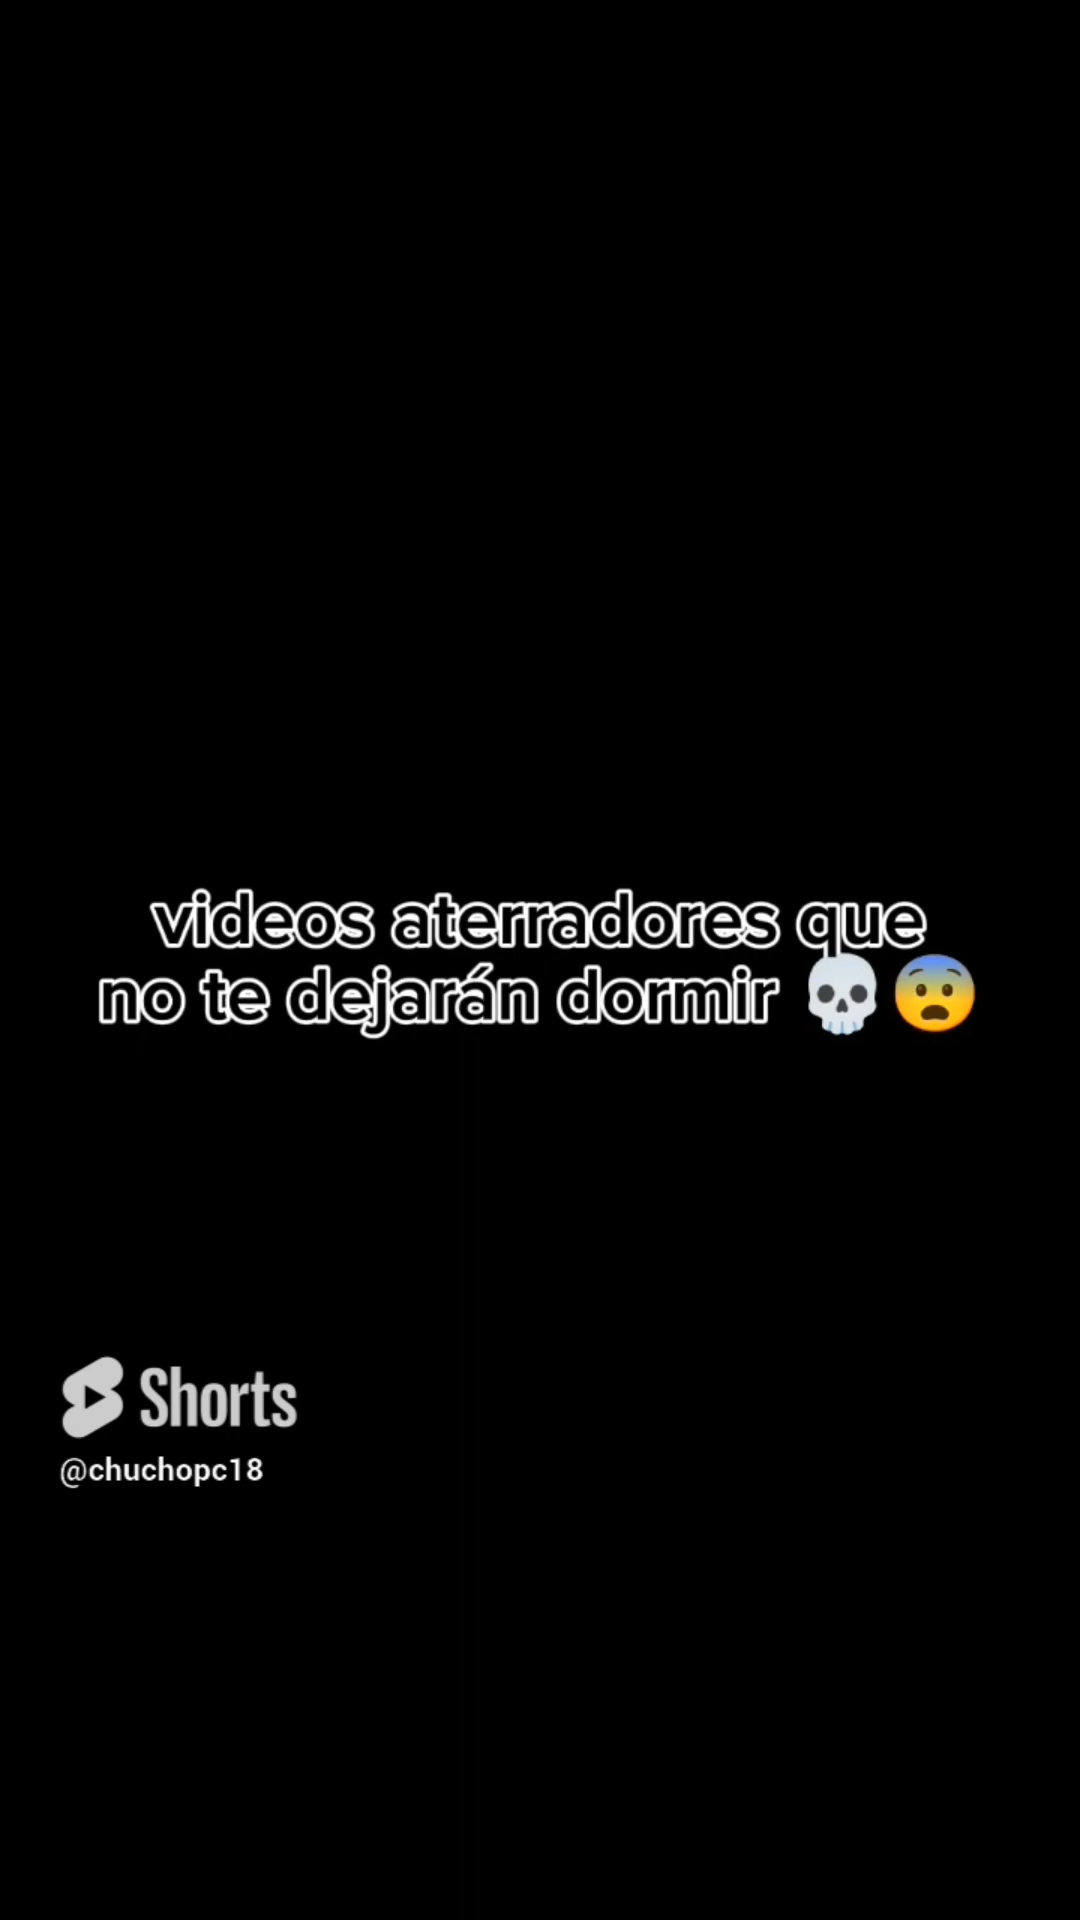 videos aterradores que
no te dejarán dormir 💀😨
Shorts
@chuchopc18